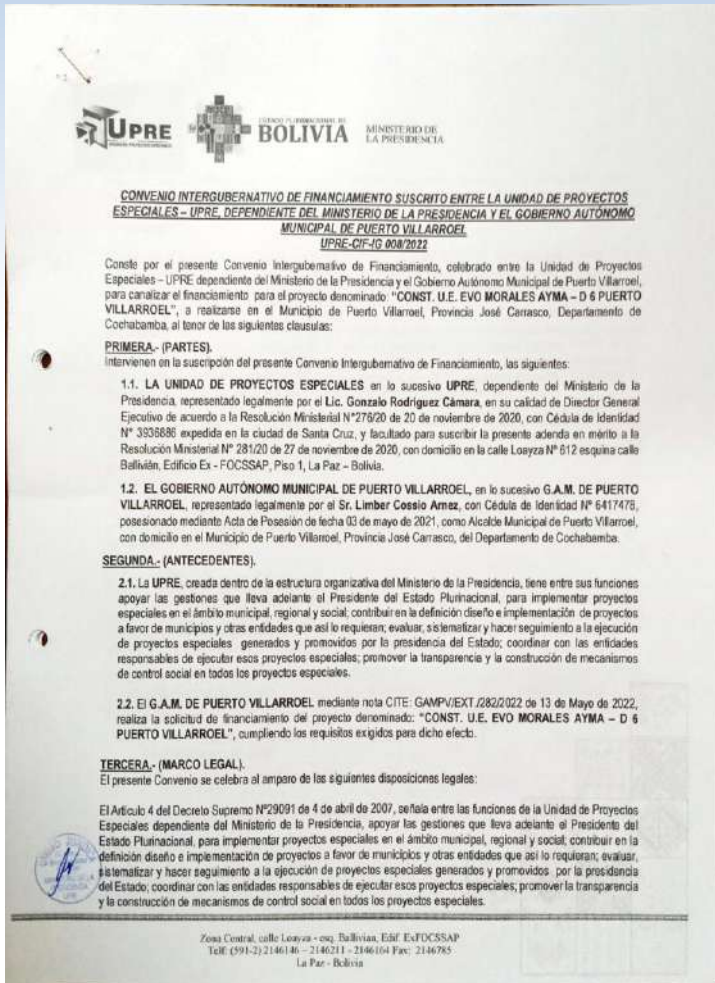 UPRE
ESTADO PLURINACIONAL DE
BOLIVIA
MINISTERIO DE
LA PRESIDENCIA
CONVENIO INTERGUBERNATIVO DE FINANCIAMIENTO SUSCRITO ENTRE LA UNIDAD DE PROYECTOS
ESPECIALES – UPRE, DEPENDIENTE DEL MINISTERIO DE LA PRESIDENCIA Y EL GOBIERNO AUTÓNOMO
MUNICIPAL DE PUERTO VILLARROEL
UPRE-CIF-IG 008/2022
Conste por el presente Convenio Intergubernativo de Financiamiento, celebrado entre la Unidad de Proyectos
Especiales – UPRE dependiente del Ministerio de la Presidencia y el Gobierno Autónomo Municipal de Puerto Villarroel,
para canalizar el financiamiento para el proyecto denominado: "CONST. U.E. EVO MORALES AYMA – D 6 PUERTO
VILLARROEL", a realizarse en el Municipio de Puerto Villarroel, Provincia José Carrasco, Departamento de
Cochabamba, al tenor de las siguientes clausulas:
PRIMERA.- (PARTES).
Intervienen en la suscripción del presente Convenio Intergubernativo de Financiamiento, las siguientes:
1.1. LA UNIDAD DE PROYECTOS ESPECIALES en lo sucesivo UPRE, dependiente del Ministerio de la
Presidencia, representado legalmente por el Lic. Gonzalo Rodríguez Cámara, en su calidad de Director General
Ejecutivo de acuerdo a la Resolución Ministerial N°276/20 de 20 de noviembre de 2020, con Cédula de Identidad
N° 3936886 expedida en la ciudad de Santa Cruz, y facultado para suscribir la presente adenda en mérito a la
Resolución Ministerial N° 281/20 de 27 de noviembre de 2020, con domicilio en la calle Loayza N° 612 esquina calle
Ballivián, Edificio Ex - FOCSSAP, Piso 1, La Paz – Bolivia.
1.2. EL GOBIERNO AUTÓNOMO MUNICIPAL DE PUERTO VILLARROEL, en lo sucesivo G.A.M. DE PUERTO
VILLARROEL, representado legalmente por el Sr. Limber Cossio Arnez, con Cédula de Identidad N° 6417478,
posesionado mediante Acta de Posesión de fecha 03 de mayo de 2021, como Alcalde Municipal de Puerto Villarroel,
con domicilio en el Municipio de Puerto Villarroel, Provincia José Carrasco, del Departamento de Cochabamba.
SEGUNDA.- (ANTECEDENTES).
2.1. La UPRE, creada dentro de la estructura organizativa del Ministerio de la Presidencia, tiene entre sus funciones
apoyar las gestiones que lleva adelante el Presidente del Estado Plurinacional, para implementar proyectos
especiales en el ámbito municipal, regional y social; contribuir en la definición diseño e implementación de proyectos
a favor de municipios y otras entidades que así lo requieran; evaluar, sistematizar y hacer seguimiento a la ejecución
de proyectos especiales generados y promovidos por la presidencia del Estado; coordinar con las entidades
responsables de ejecutar esos proyectos especiales; promover la transparencia y la construcción de mecanismos
de control social en todos los proyectos especiales.
2.2. El G.A.M. DE PUERTO VILLARROEL mediante nota CITE: GAMPV/EXT./282/2022 de 13 de Mayo de 2022,
realiza la solicitud de financiamiento del proyecto denominado: "CONST. U.E. EVO MORALES AYMA – D 6
PUERTO VILLARROEL", cumpliendo los requisitos exigidos para dicho efecto.
TERCERA.- (MARCO LEGAL).
El presente Convenio se celebra al amparo de las siguientes disposiciones legales:
El Artículo 4 del Decreto Supremo N°29091 de 4 de abril de 2007, señala entre las funciones de la Unidad de Proyectos
Especiales dependiente del Ministerio de la Presidencia, apoyar las gestiones que lleva adelante el Presidente del
Estado Plurinacional, para implementar proyectos especiales en el ámbito municipal, regional y social; contribuir en la
definición diseño e implementación de proyectos a favor de municipios y otras entidades que así lo requieran; evaluar,
sistematizar y hacer seguimiento a la ejecución de proyectos especiales generados y promovidos por la presidencia
del Estado; coordinar con las entidades responsables de ejecutar esos proyectos especiales; promover la transparencia
y la construcción de mecanismos de control social en todos los proyectos especiales.
Zona Central, calle Loayza - esq. Ballivian, Edif. ExFOCSSAP
Telf: (591-2) 2146146 – 2146211 - 2146164 Fax: 2146785
La Paz - Bolivia